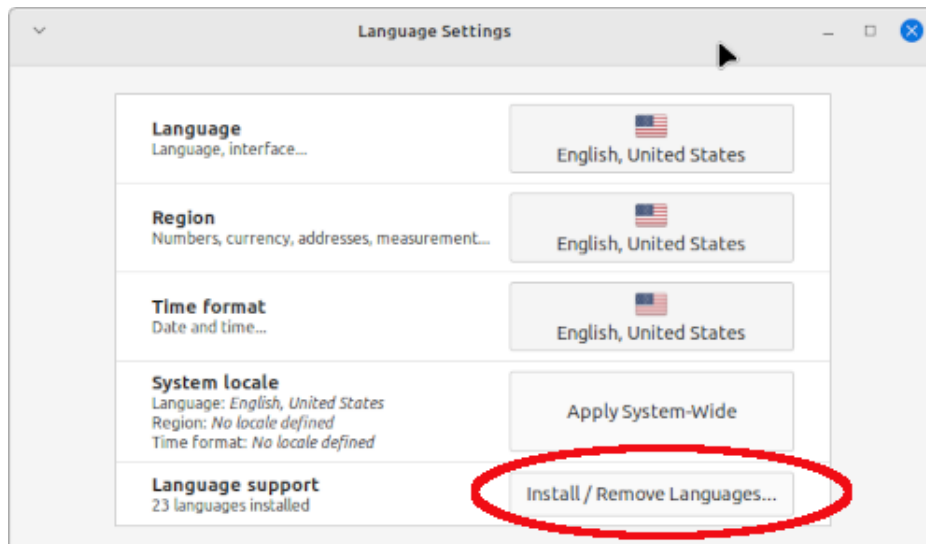 Language Settings
Language
Language, interface...
English, United States
Region
Numbers, currency, addresses, measurement...
English, United States
Time format
Date and time...
English, United States
System locale
Language: English, United States
Region: No locale defined
Time format: No locale defined
Apply System-Wide
Language support
23 languages installed
Install / Remove Languages...